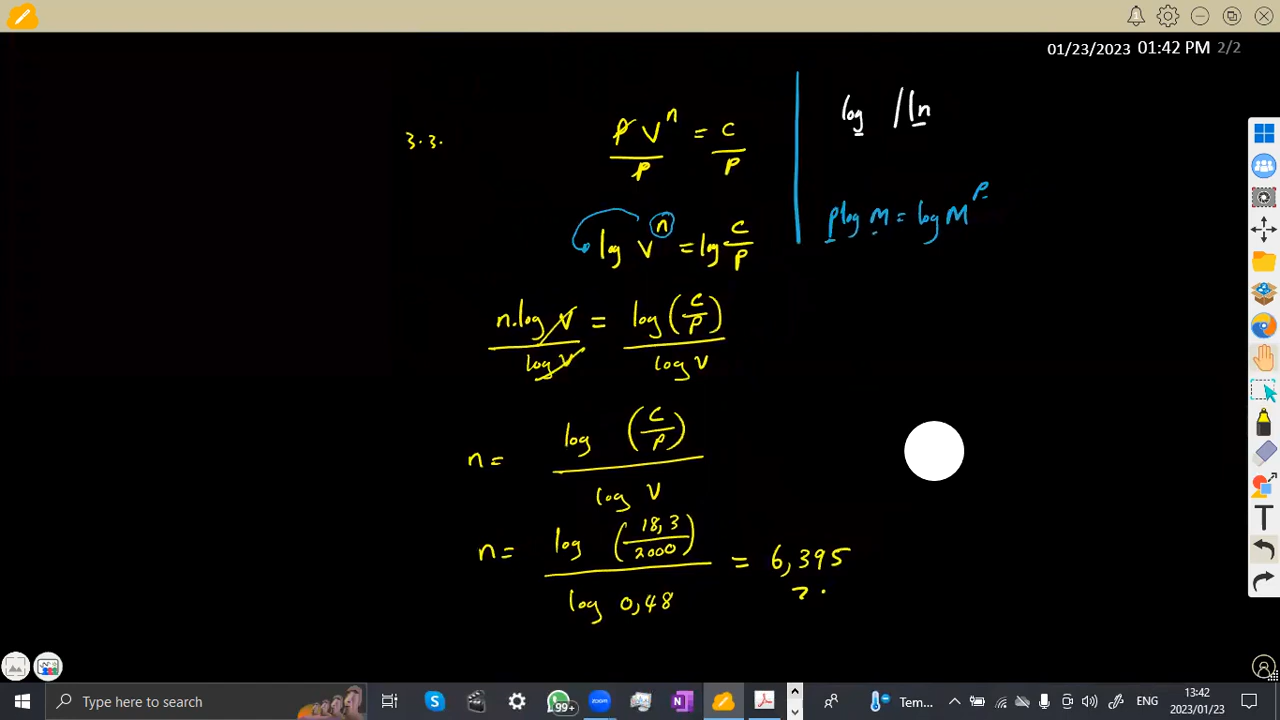 01/23/2023 01:42 PM 2/2
log / ln
3.3.
p V^n / p = C / p
p log M = log M^p
log V^n = log C / p
n.log V / log V = log (C / p) / log V
n = log (C / p) / log V
n = log (18,3 / 2000) / log 0,48 = 6,395
T
Type here to search
99+
zoom
N
Tem...
ENG
13:42
2023/01/23